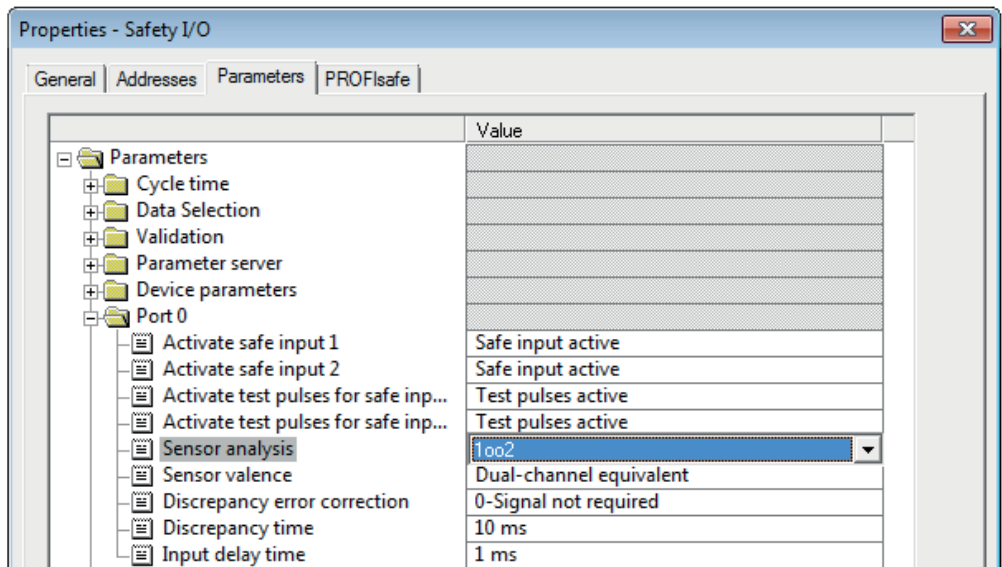 Properties - Safety I/O
General Addresses Parameters PROFIsafe
Value
Parameters
Cycle time
Data Selection
Validation
Parameter server
Device parameters
Port 0
Activate safe input 1 Safe input active
Activate safe input 2 Safe input active
Activate test pulses for safe inp... Test pulses active
Activate test pulses for safe inp... Test pulses active
Sensor analysis 1oo2
Sensor valence Dual-channel equivalent
Discrepancy error correction 0-Signal not required
Discrepancy time 10 ms
Input delay time 1 ms